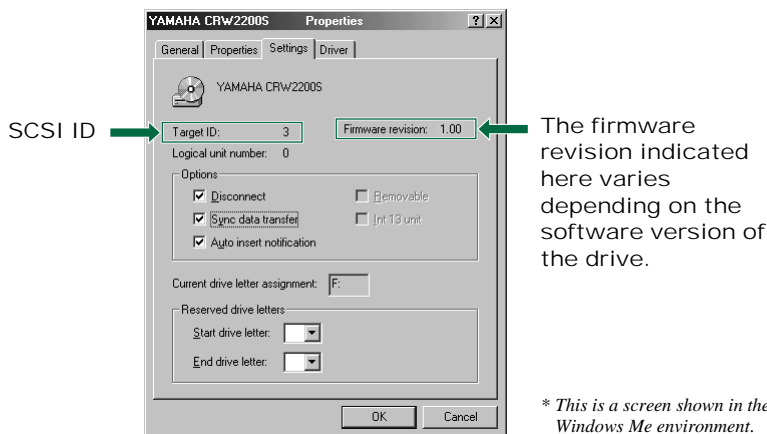 YAMAHA CRW2200S Properties
General Properties Settings Driver
YAMAHA CRW2200S
SCSI ID
Target ID: 3 Firmware revision: 1.00
Logical unit number: 0
Options
Disconnect Removable
Sync data transfer Int 13 unit
Auto insert notification
Current drive letter assignment: F:
Reserved drive letters
Start drive letter:
End drive letter:
OK Cancel
The firmware
revision indicated
here varies
depending on the
software version of
the drive.
* This is a screen shown in the
Windows Me environment.